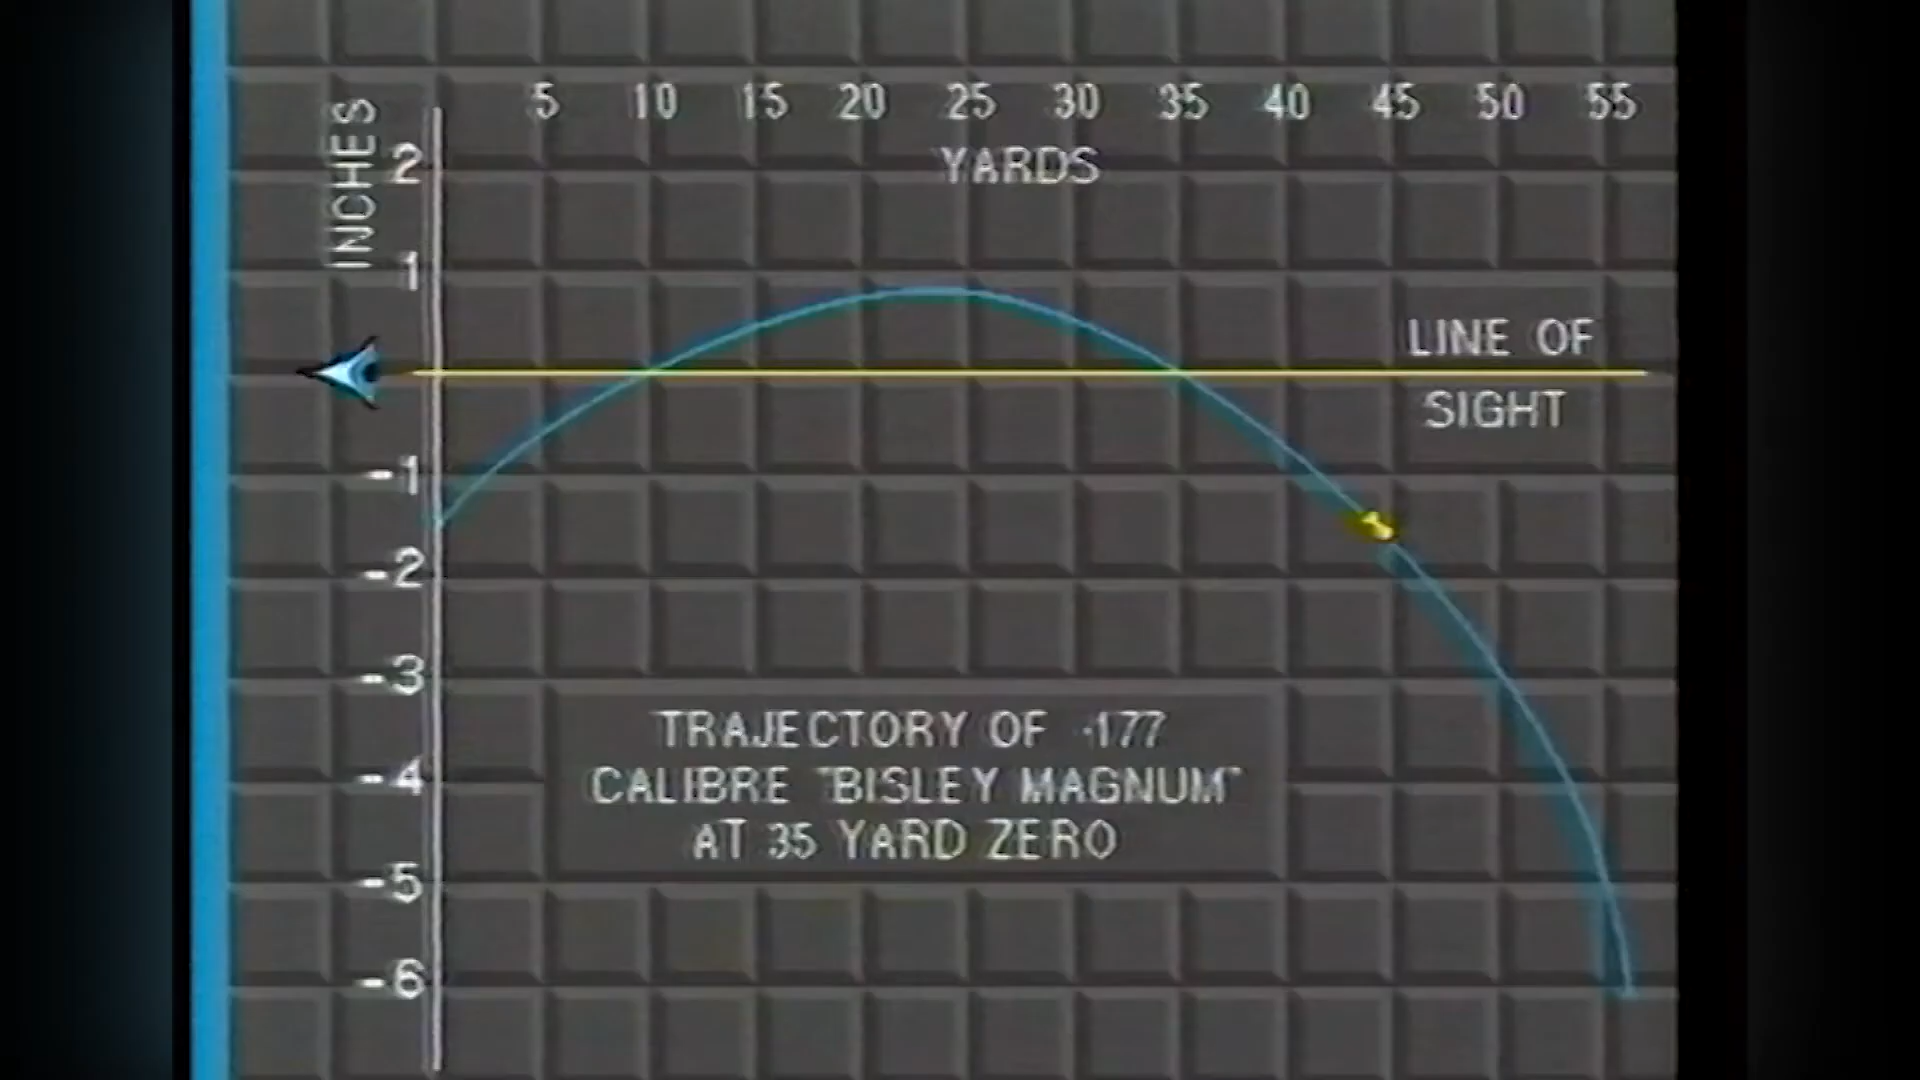 5 10 15 20 25 30 35 40 45 50 55
YARDS
INCHES
2
1
LINE OF
SIGHT
-1
-2
-3
-4
-5
-6
TRAJECTORY OF ·177
CALIBRE "BISLEY MAGNUM"
AT 35 YARD ZERO